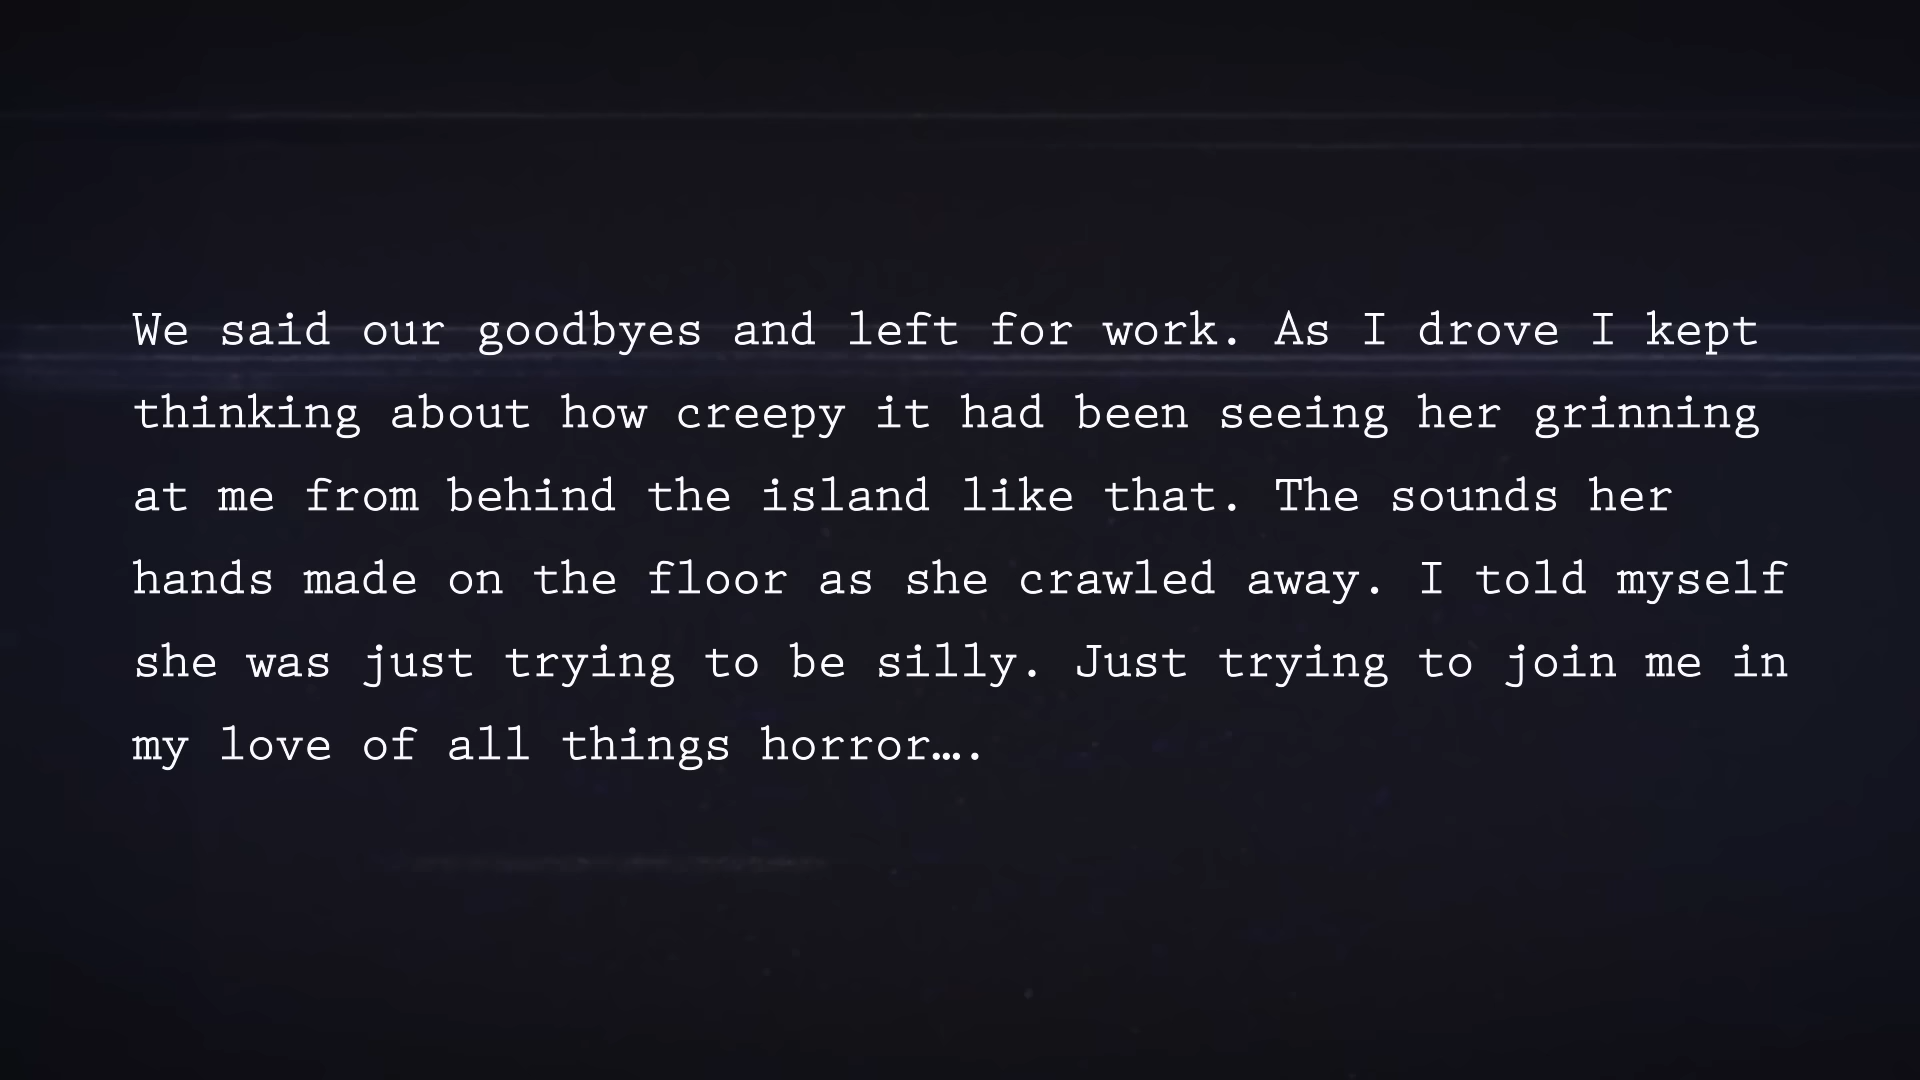 We said our goodbyes and left for work. As I drove I kept
thinking about how creepy it had been seeing her grinning
at me from behind the island like that. The sounds her
hands made on the floor as she crawled away. I told myself
she was just trying to be silly. Just trying to join me in
my love of all things horror….